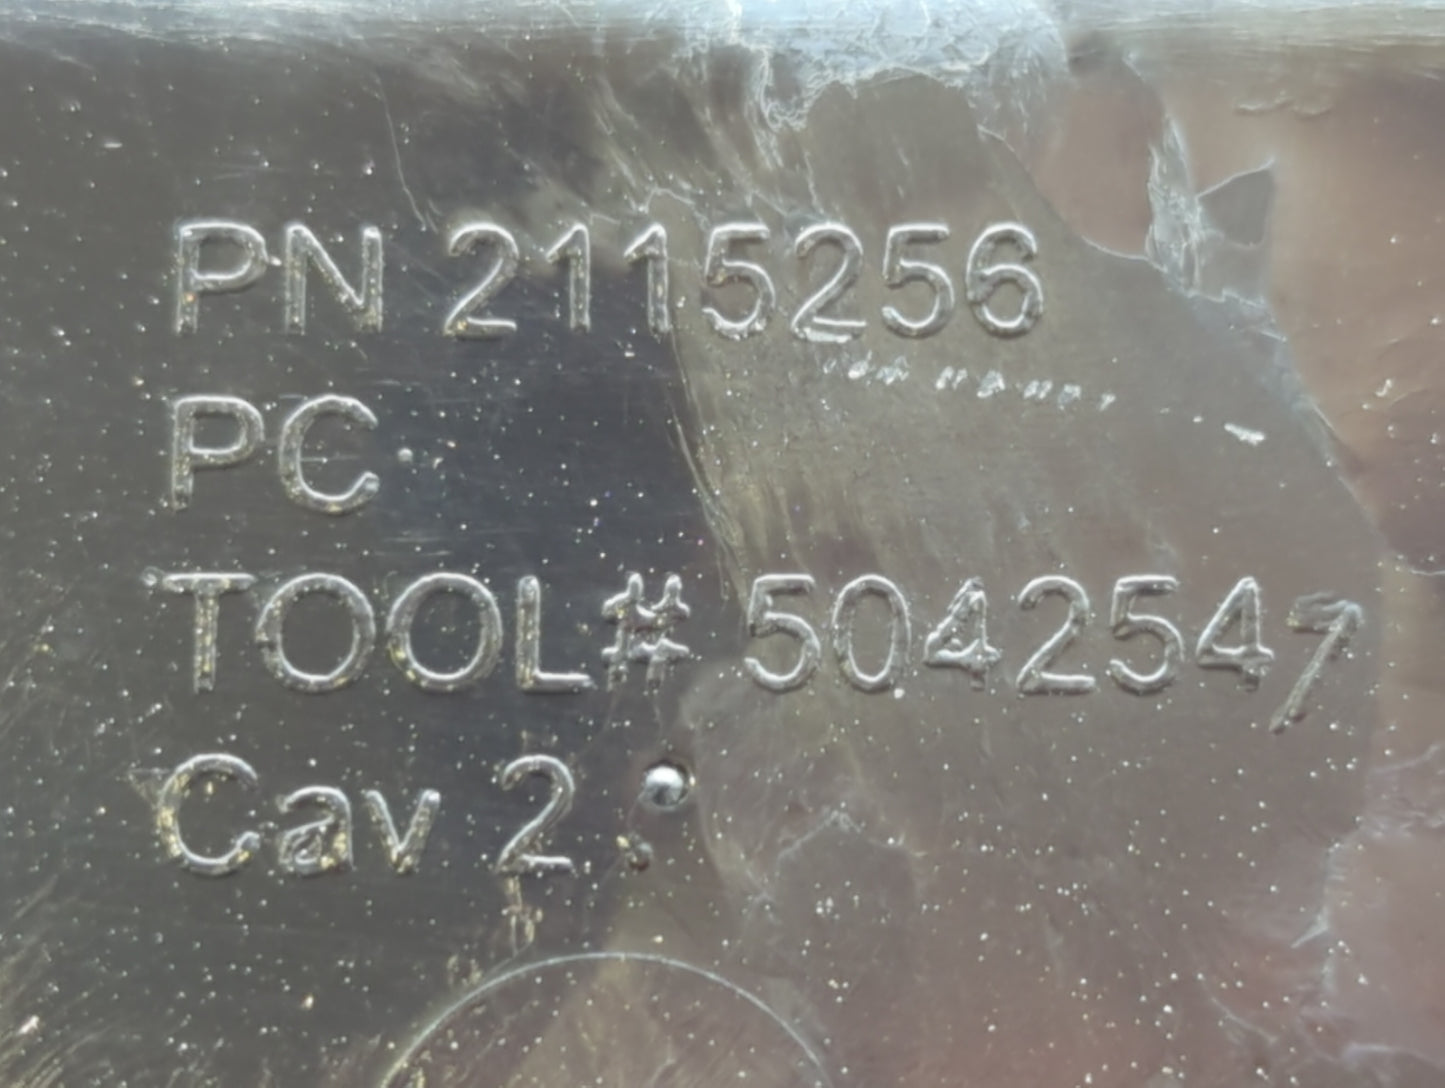 PN 2115256
PC
TOOL# 5042547
Cav 2